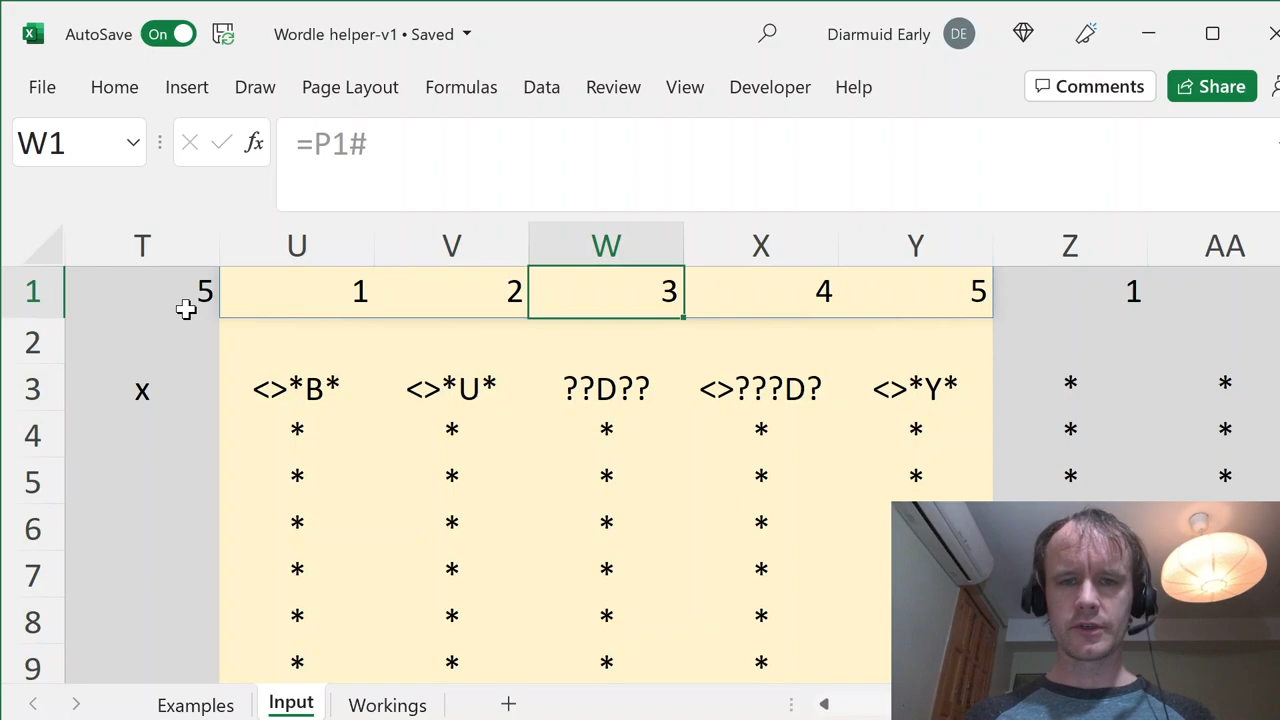 AutoSave On Wordle helper-v1 • Saved Diarmuid Early DE
File Home Insert Draw Page Layout Formulas Data Review View Developer Help Comments Share
W1 fx =P1#
T U V W X Y Z AA
1 5 1 2 3 4 5 1
2
3 x <>*B* <>*U* ??D?? <>???D? <>*Y* * *
4 * * * * * * *
5 * * * * * * *
6 * * * *
7 * * * *
8 * * * *
9 * * * *
Examples Input Workings +